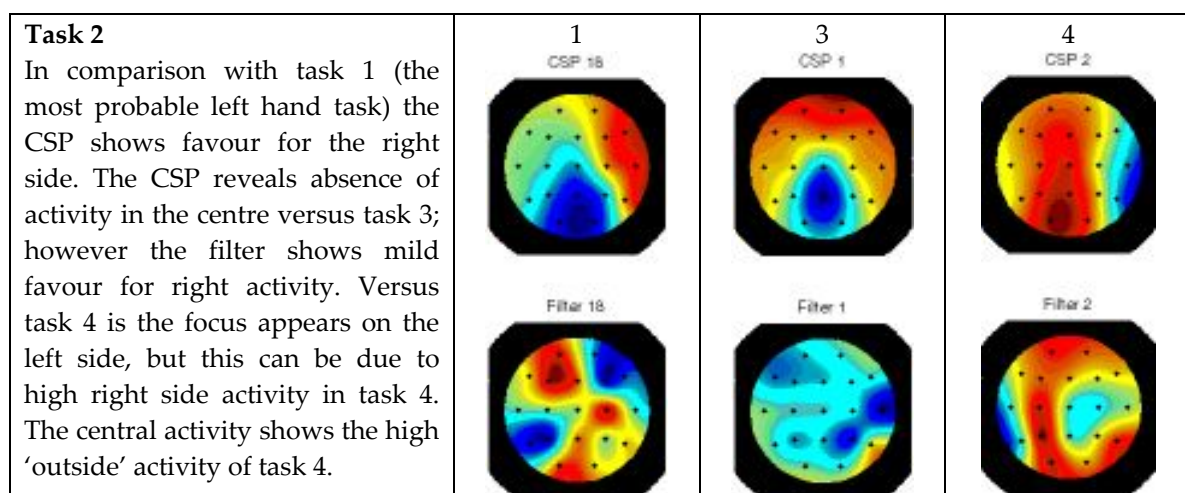 Task 2
In comparison with task 1 (the
most probable left hand task) the
CSP shows favour for the right
side. The CSP reveals absence of
activity in the centre versus task 3;
however the filter shows mild
favour for right activity. Versus
task 4 is the focus appears on the
left side, but this can be due to
high right side activity in task 4.
The central activity shows the high
‘outside’ activity of task 4.
1
CSP 18
Filter 18
3
CSP 1
Filter 1
4
CSP 2
Filter 2